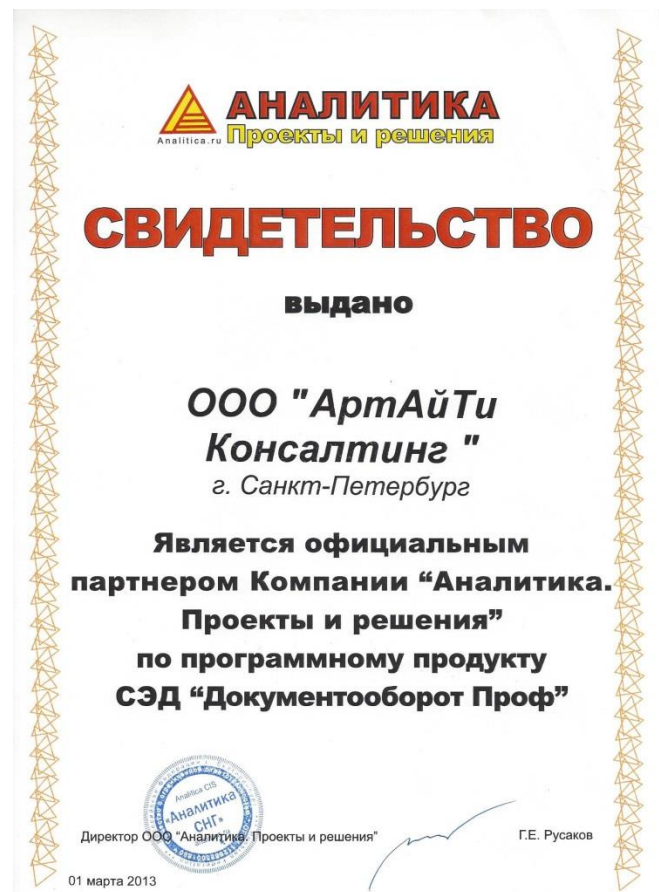 АНАЛИТИКА
Analitica.ru Проекты и решения
СВИДЕТЕЛЬСТВО
выдано
ООО "АртАйТи
Консалтинг "
г. Санкт-Петербург
Является официальным
партнером Компании “Аналитика.
Проекты и решения”
по программному продукту
СЭД “Документооборот Проф”
Analitica CIS
«Аналитика
СНГ»
Директор ООО “Аналитика. Проекты и решения”
Г.Е. Русаков
01 марта 2013